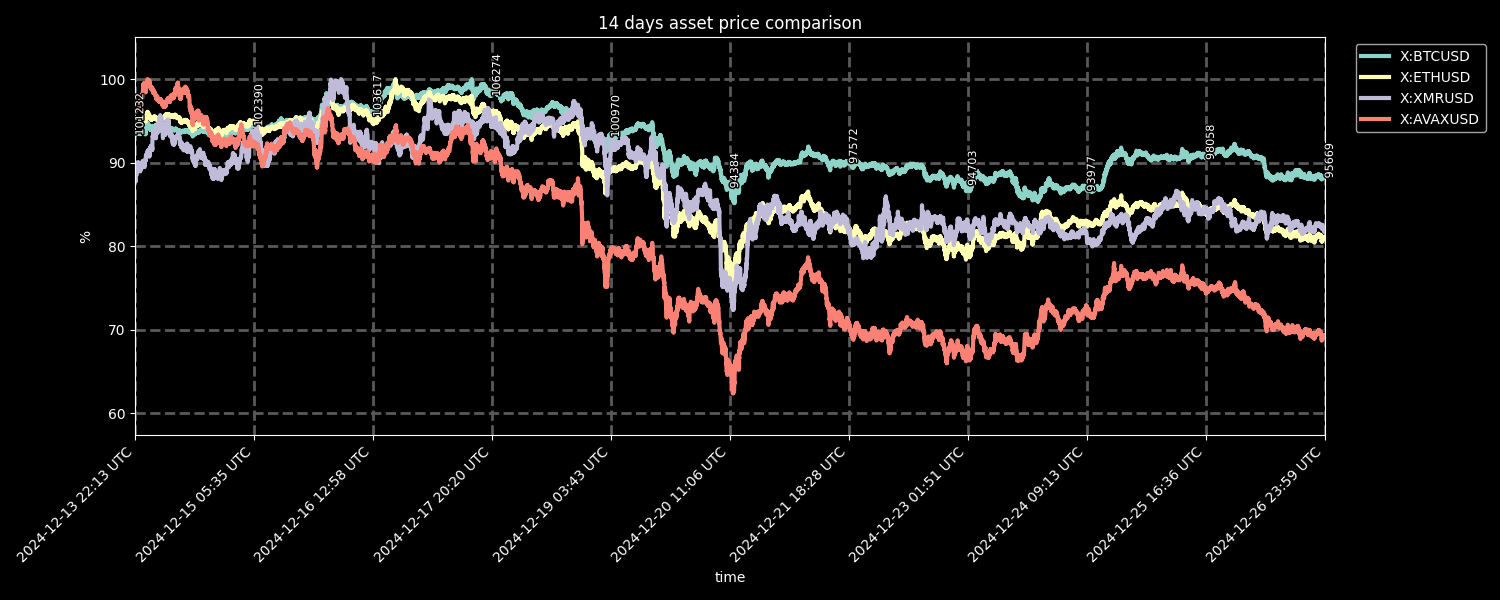 14 days asset price comparison
X:BTCUSD
X:ETHUSD
X:XMRUSD
X:AVAXUSD
100
90
80
70
60
%
101232
102390
103617
106274
100970
94384
97572
94703
93977
98058
95669
2024-12-13 22:13 UTC
2024-12-15 05:35 UTC
2024-12-16 12:58 UTC
2024-12-17 20:20 UTC
2024-12-19 03:43 UTC
2024-12-20 11:06 UTC
2024-12-21 18:28 UTC
2024-12-23 01:51 UTC
2024-12-24 09:13 UTC
2024-12-25 16:36 UTC
2024-12-26 23:59 UTC
time